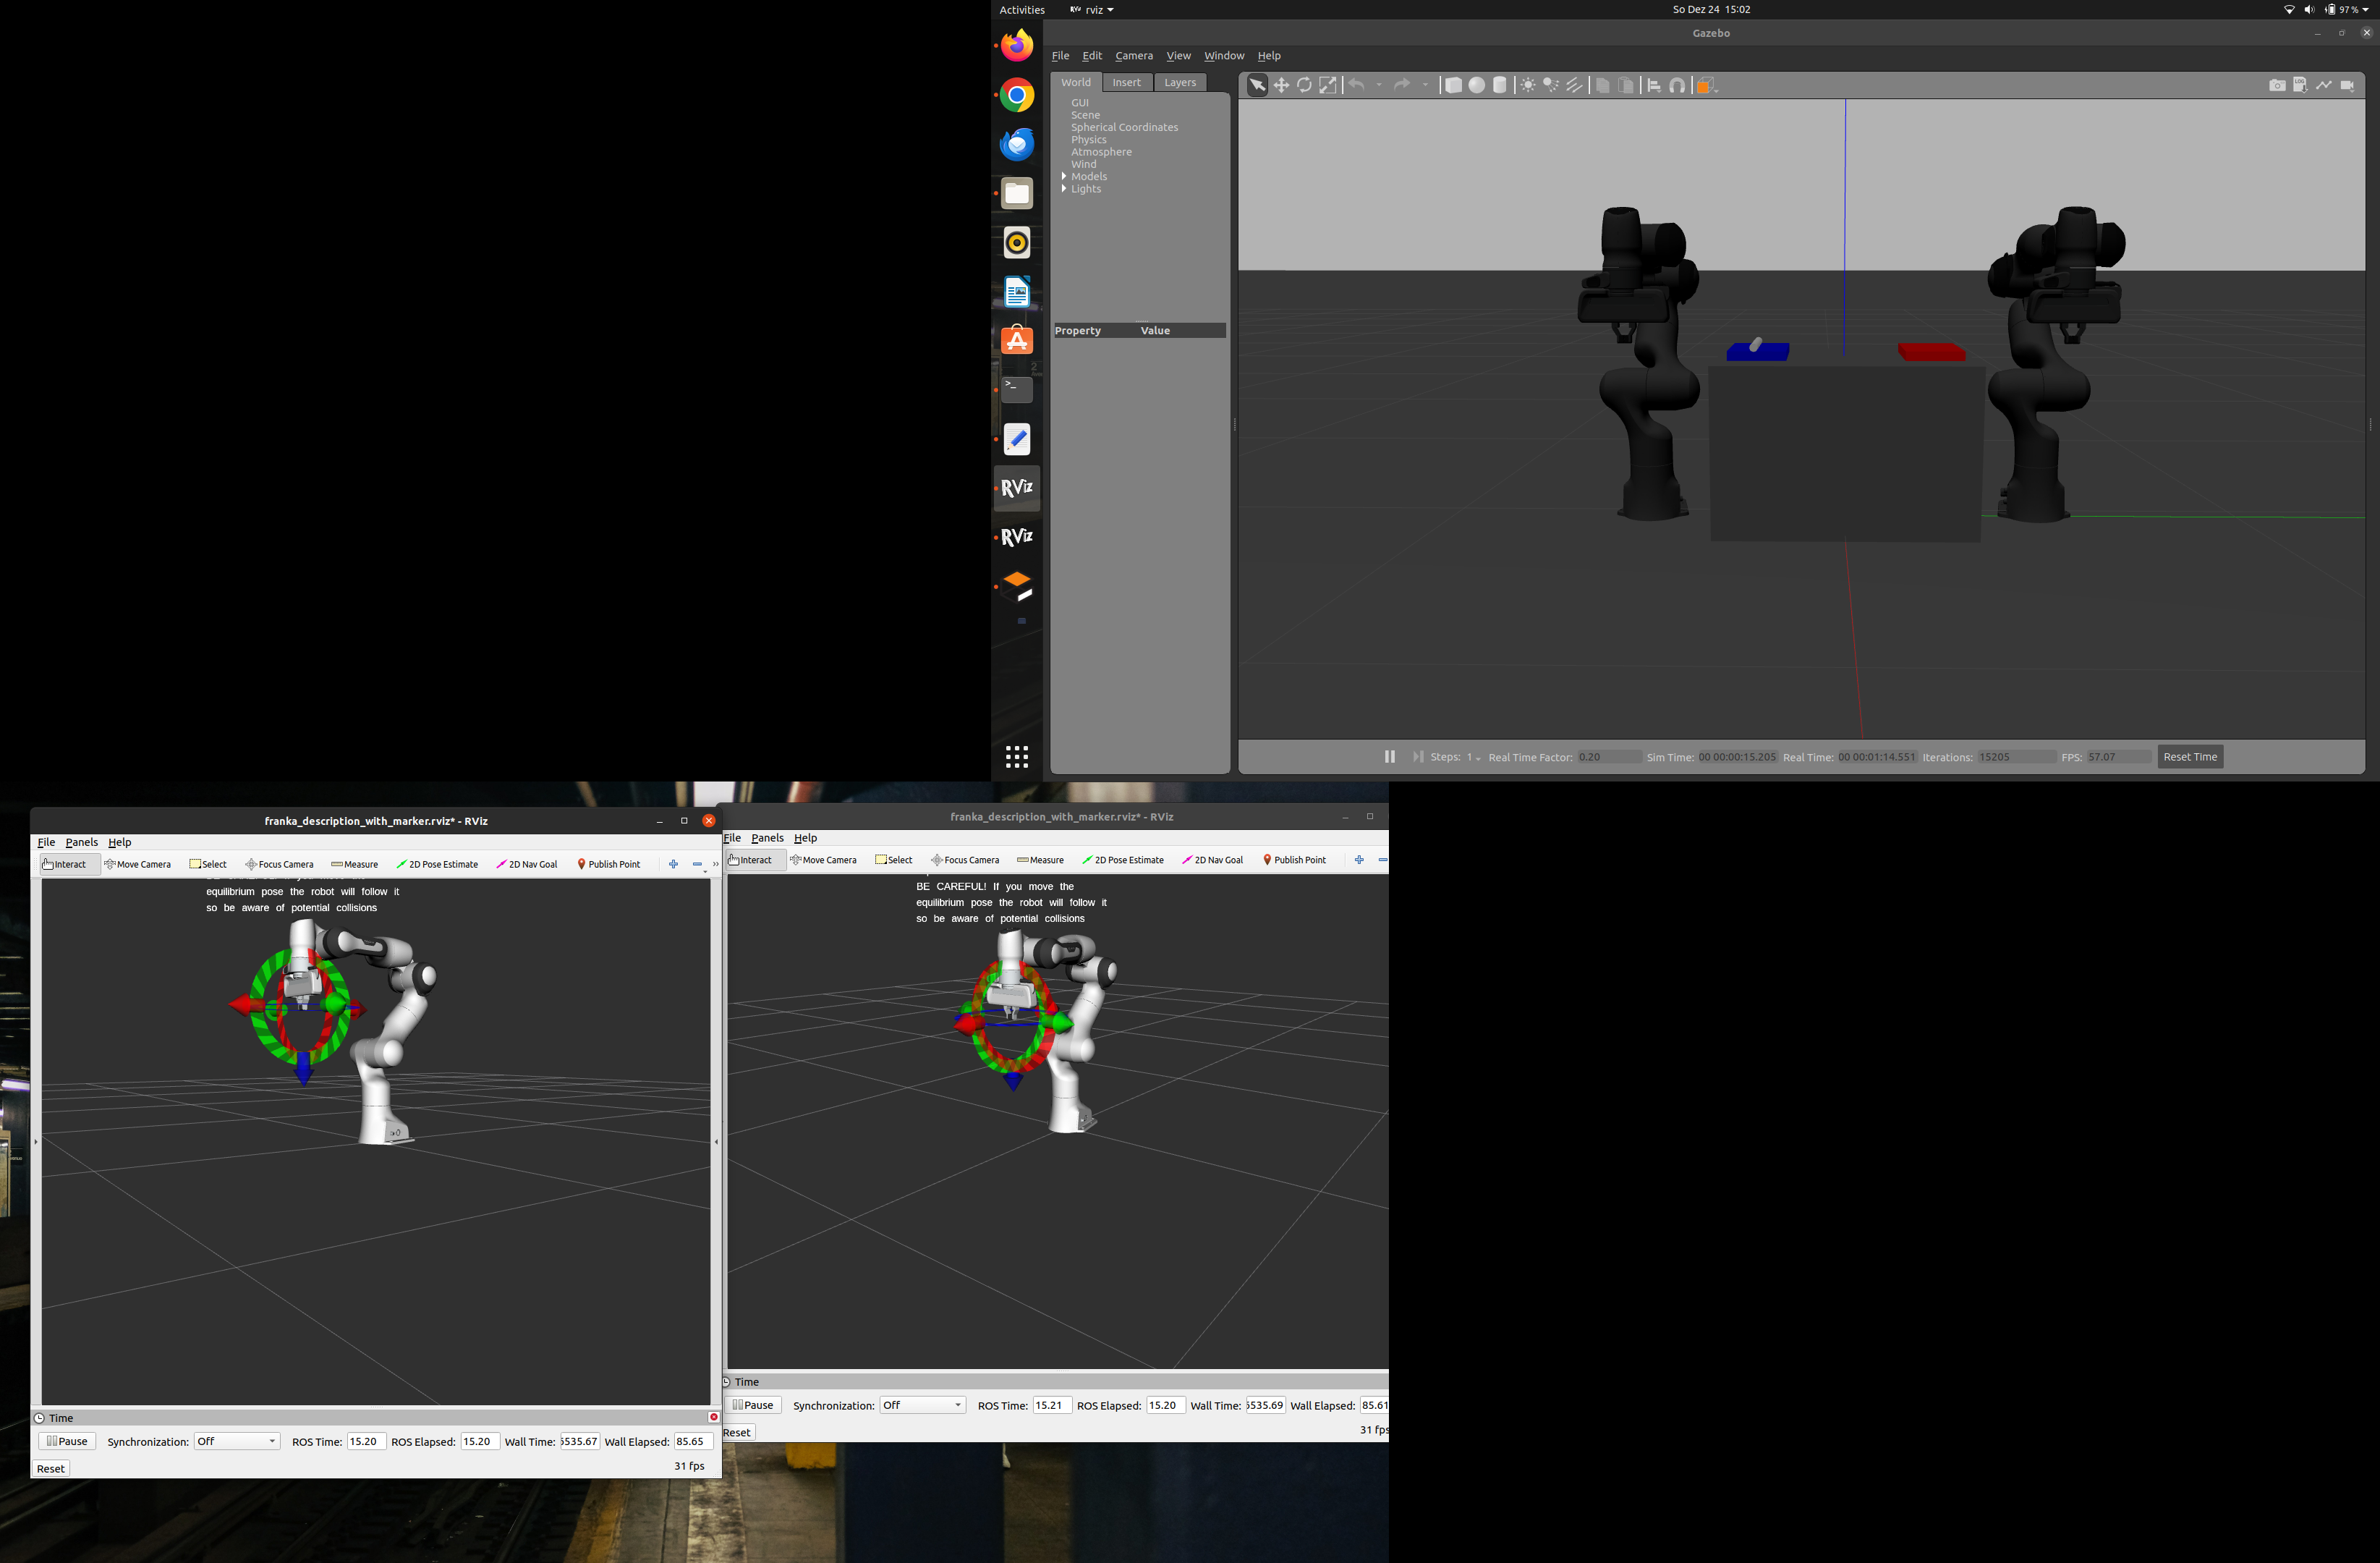 Activities
RViz rviz
So Dez 24 15:02
97 %
Gazebo
File Edit Camera View Window Help
World Insert Layers
GUI
Scene
Spherical Coordinates
Physics
Atmosphere
Wind
Models
Lights
Property Value
RViz
RViz
Steps: 1 Real Time Factor: 0.20 Sim Time: 00 00:00:15.205 Real Time: 00 00:01:14.551 Iterations: 15205 FPS: 57.07 Reset Time
franka_description_with_marker.rviz* - RViz
File Panels Help
Interact Move Camera Select Focus Camera Measure 2D Pose Estimate 2D Nav Goal Publish Point
equilibrium pose the robot will follow it
so be aware of potential collisions
Time
Pause Synchronization: Off ROS Time: 15.20 ROS Elapsed: 15.20 Wall Time: 5535.67 Wall Elapsed: 85.65
Reset
31 fps
franka_description_with_marker.rviz* - RViz
File Panels Help
Interact Move Camera Select Focus Camera Measure 2D Pose Estimate 2D Nav Goal Publish Point
BE CAREFUL! If you move the
equilibrium pose the robot will follow it
so be aware of potential collisions
Time
Pause Synchronization: Off ROS Time: 15.21 ROS Elapsed: 15.20 Wall Time: 5535.69 Wall Elapsed: 85.61
Reset
31 fps